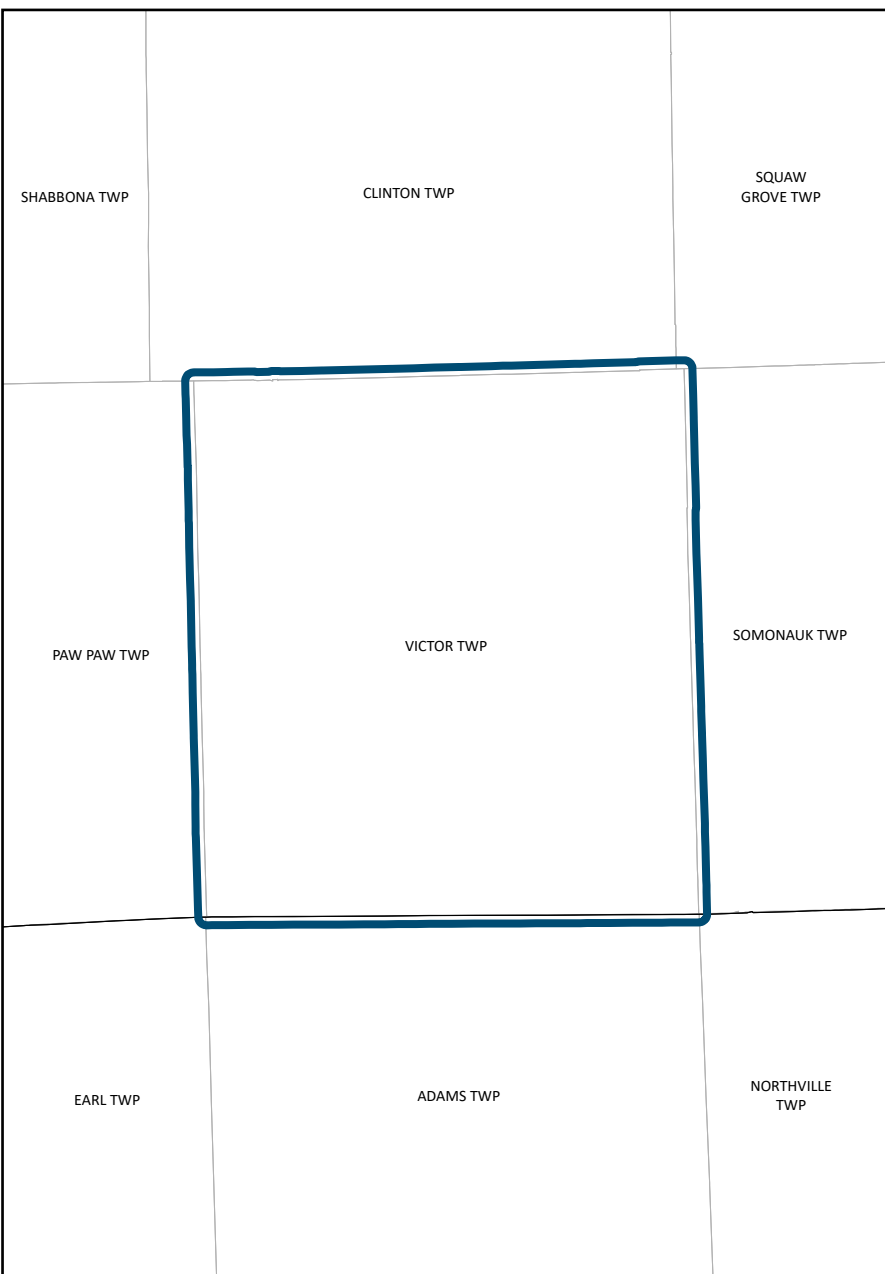 SHABBONA TWP
CLINTON TWP
SQUAW
GROVE TWP
PAW PAW TWP
VICTOR TWP
SOMONAUK TWP
EARL TWP
ADAMS TWP
NORTHVILLE
TWP